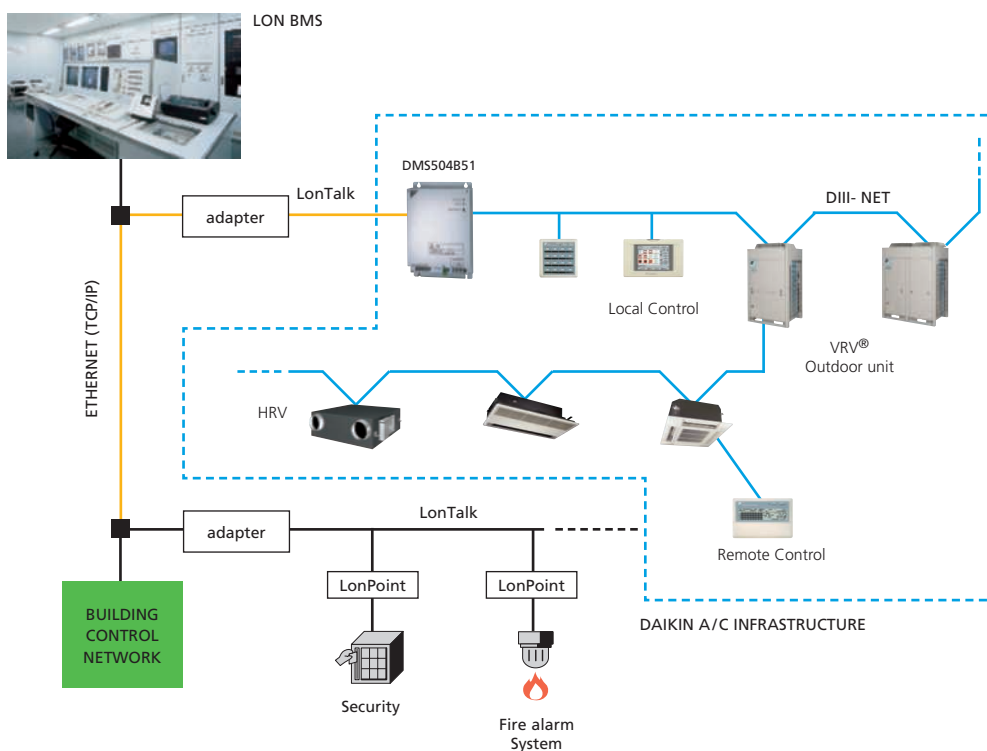 LON BMS
DMS504B51
LonTalk
adapter
DIII- NET
Local Control
VRV®
Outdoor unit
ETHERNET (TCP/IP)
HRV
LonTalk
adapter
Remote Control
LonPoint
LonPoint
BUILDING
CONTROL
NETWORK
DAIKIN A/C INFRASTRUCTURE
Security
Fire alarm
System